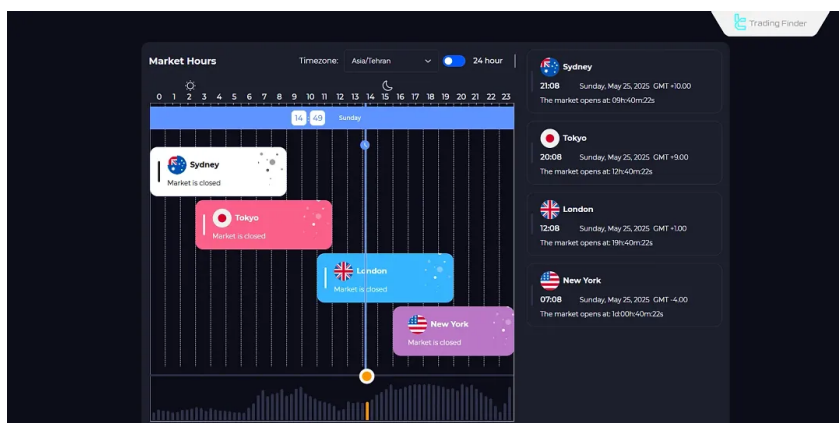 Trading Finder
Market Hours
Timezone: Asia/Tehran 24 hour
0 1 2 3 4 5 6 7 8 9 10 11 12 13 14 15 16 17 18 19 20 21 22 23
14 49 Sunday
Sydney
Market is closed
Tokyo
Market is closed
London
Market is closed
New York
Market is closed
Sydney
21:08 Sunday, May 25, 2025 GMT +10.00
The market opens at: 09h:40m:22s
Tokyo
20:08 Sunday, May 25, 2025 GMT +9.00
The market opens at: 12h:40m:22s
London
12:08 Sunday, May 25, 2025 GMT +1.00
The market opens at: 19h:40m:22s
New York
07:08 Sunday, May 25, 2025 GMT -4.00
The market opens at: 1d:00h:40m:22s